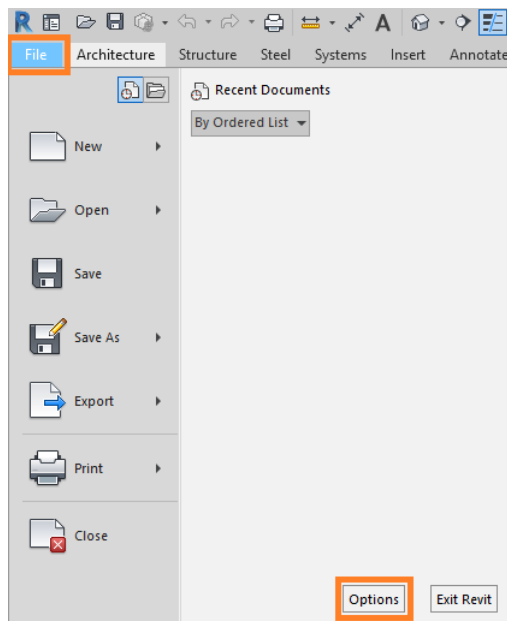 R A
File Architecture Structure Steel Systems Insert Annotate
Recent Documents
By Ordered List
New
Open
Save
Save As
Export
Print
Close
Options Exit Revit